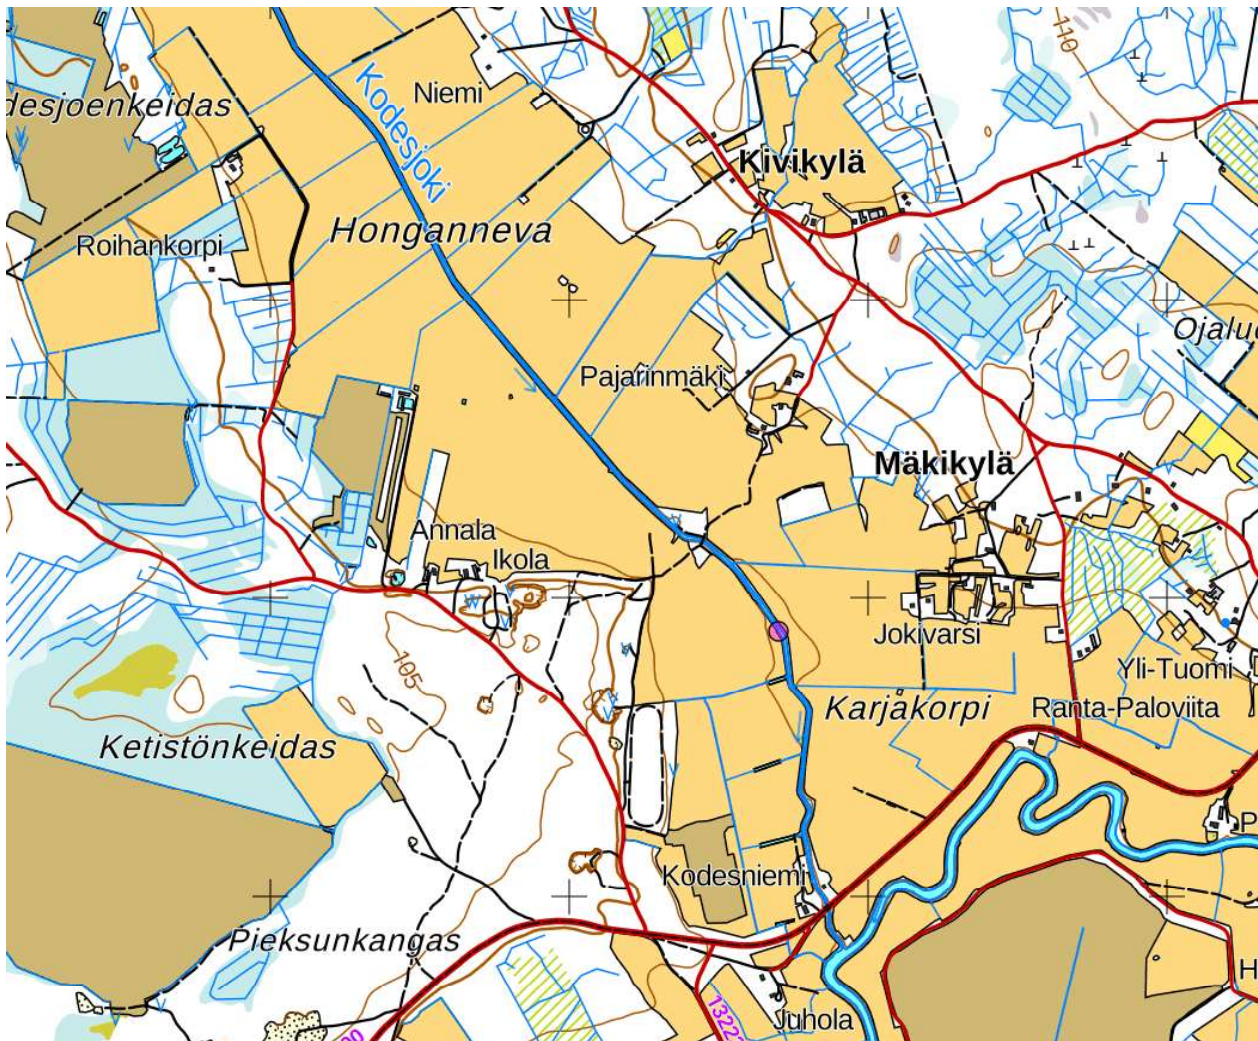 110
Niemi
Kodesjoki
desjoenkeidas
Kivikylä
Roihankorpi
Honganneva
Pajarinmäki
Mäkikylä
Annala
Ikola
Jokivarsi
105
Yli-Tuomi
Karjakorpi
Ranta-Paloviita
Ketistönkeidas
Kodesniemi
Pieksunkangas
Juhola